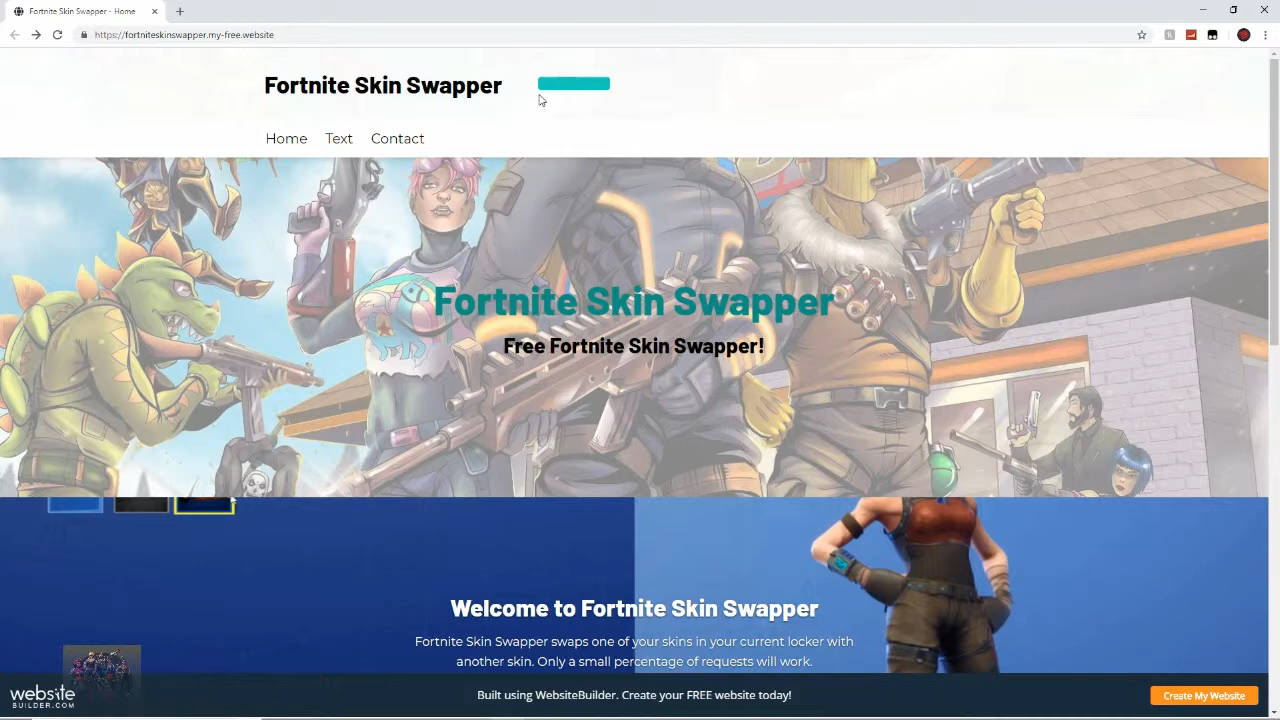 Fortnite Skin Swapper - Home
https://fortniteskinswapper.my-free.website
Fortnite Skin Swapper
Home Text Contact
Fortnite Skin Swapper
Free Fortnite Skin Swapper!
Welcome to Fortnite Skin Swapper
Fortnite Skin Swapper swaps one of your skins in your current locker with
another skin. Only a small percentage of requests will work.
website
BUILDER.COM
Built using WebsiteBuilder. Create your FREE website today!
Create My Website